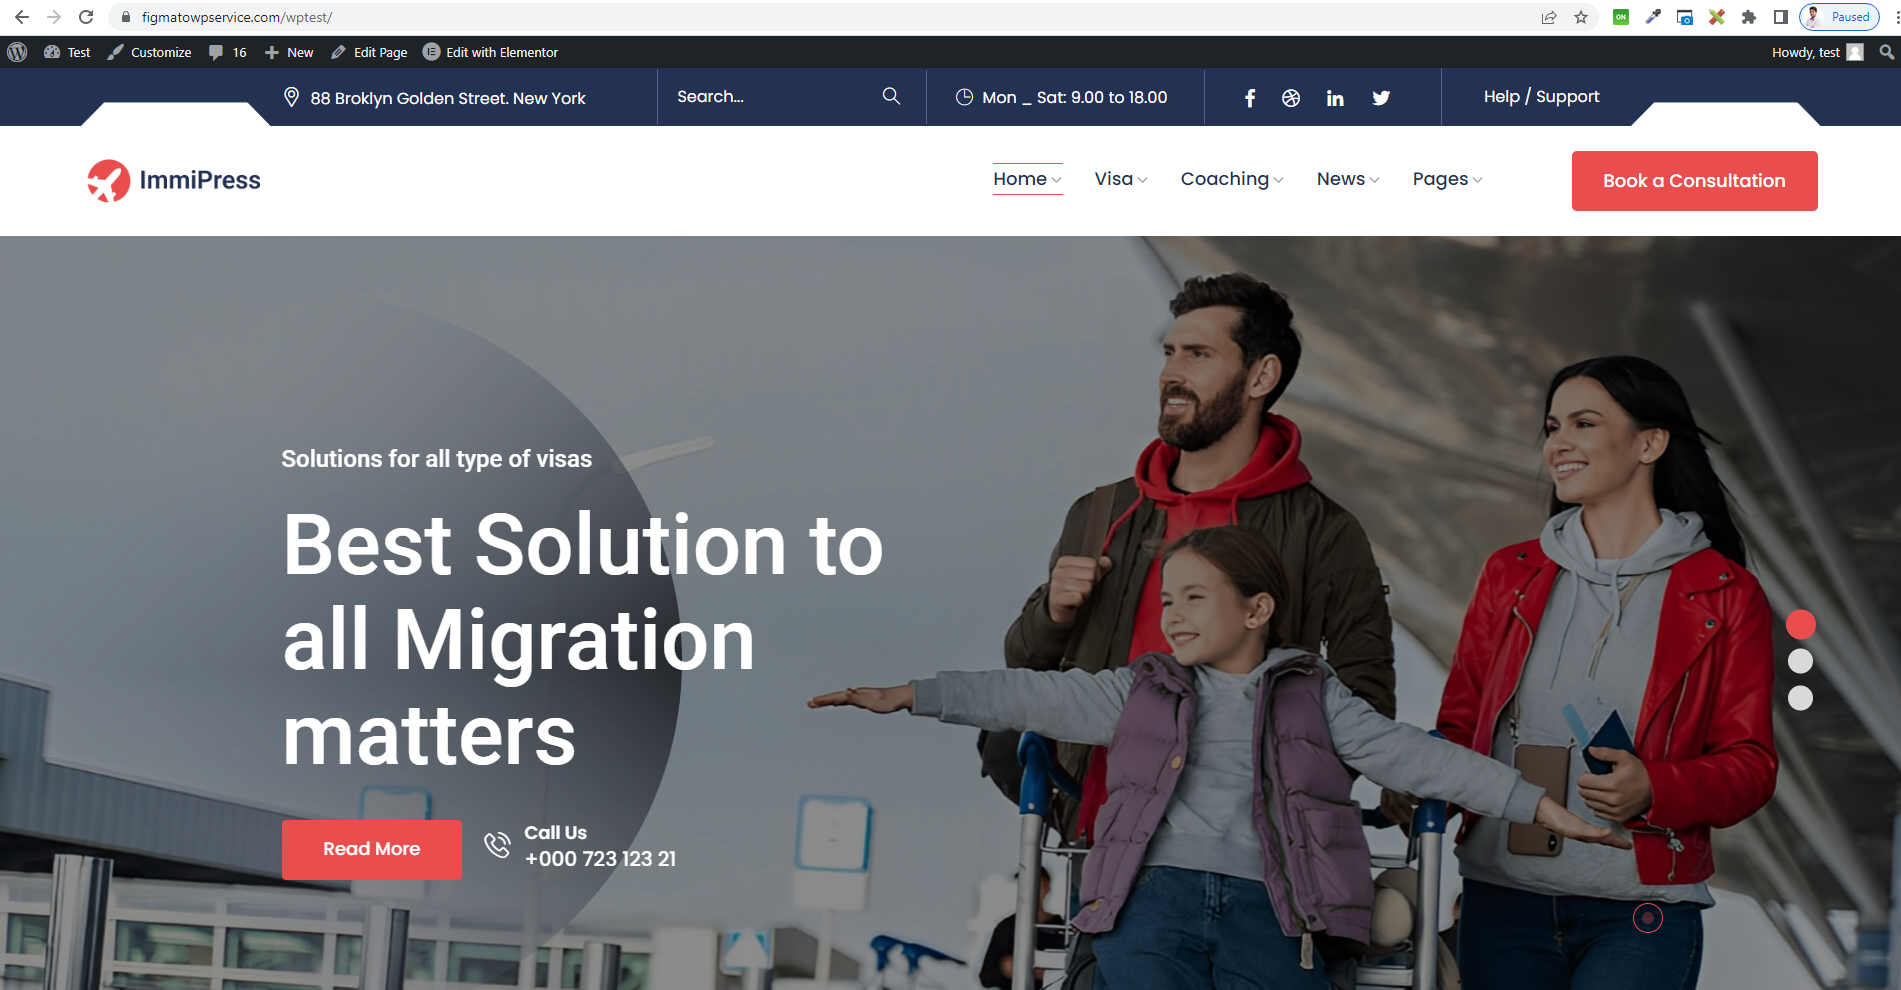 figmatowpservice.com/wptest/
ON
Paused
Test
Customize
16
New
Edit Page
Edit with Elementor
Howdy, test
88 Broklyn Golden Street. New York
Search...
Mon _ Sat: 9.00 to 18.00
Help / Support
ImmiPress
Home
Visa
Coaching
News
Pages
Book a Consultation
Solutions for all type of visas
Best Solution to
all Migration
matters
Read More
Call Us
+000 723 123 21